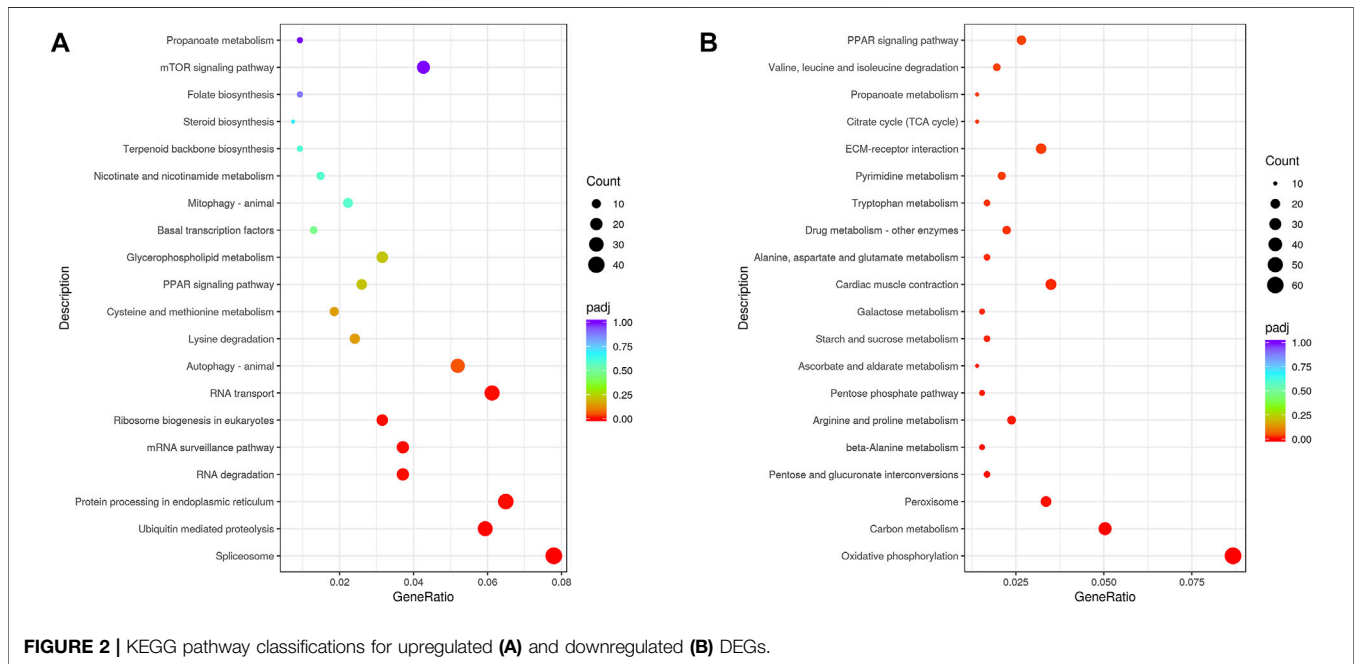 A
Description
Propanoate metabolism
mTOR signaling pathway
Folate biosynthesis
Steroid biosynthesis
Terpenoid backbone biosynthesis
Nicotinate and nicotinamide metabolism
Mitophagy - animal
Basal transcription factors
Glycerophospholipid metabolism
PPAR signaling pathway
Cysteine and methionine metabolism
Lysine degradation
Autophagy - animal
RNA transport
Ribosome biogenesis in eukaryotes
mRNA surveillance pathway
RNA degradation
Protein processing in endoplasmic reticulum
Ubiquitin mediated proteolysis
Spliceosome
0.02 0.04 0.06 0.08
GeneRatio
Count
10
20
30
40
padj
1.00
0.75
0.50
0.25
0.00
B
Description
PPAR signaling pathway
Valine, leucine and isoleucine degradation
Propanoate metabolism
Citrate cycle (TCA cycle)
ECM-receptor interaction
Pyrimidine metabolism
Tryptophan metabolism
Drug metabolism - other enzymes
Alanine, aspartate and glutamate metabolism
Cardiac muscle contraction
Galactose metabolism
Starch and sucrose metabolism
Ascorbate and aldarate metabolism
Pentose phosphate pathway
Arginine and proline metabolism
beta-Alanine metabolism
Pentose and glucuronate interconversions
Peroxisome
Carbon metabolism
Oxidative phosphorylation
0.025 0.050 0.075
GeneRatio
Count
10
20
30
40
50
60
padj
1.00
0.75
0.50
0.25
0.00
FIGURE 2 | KEGG pathway classifications for upregulated (A) and downregulated (B) DEGs.